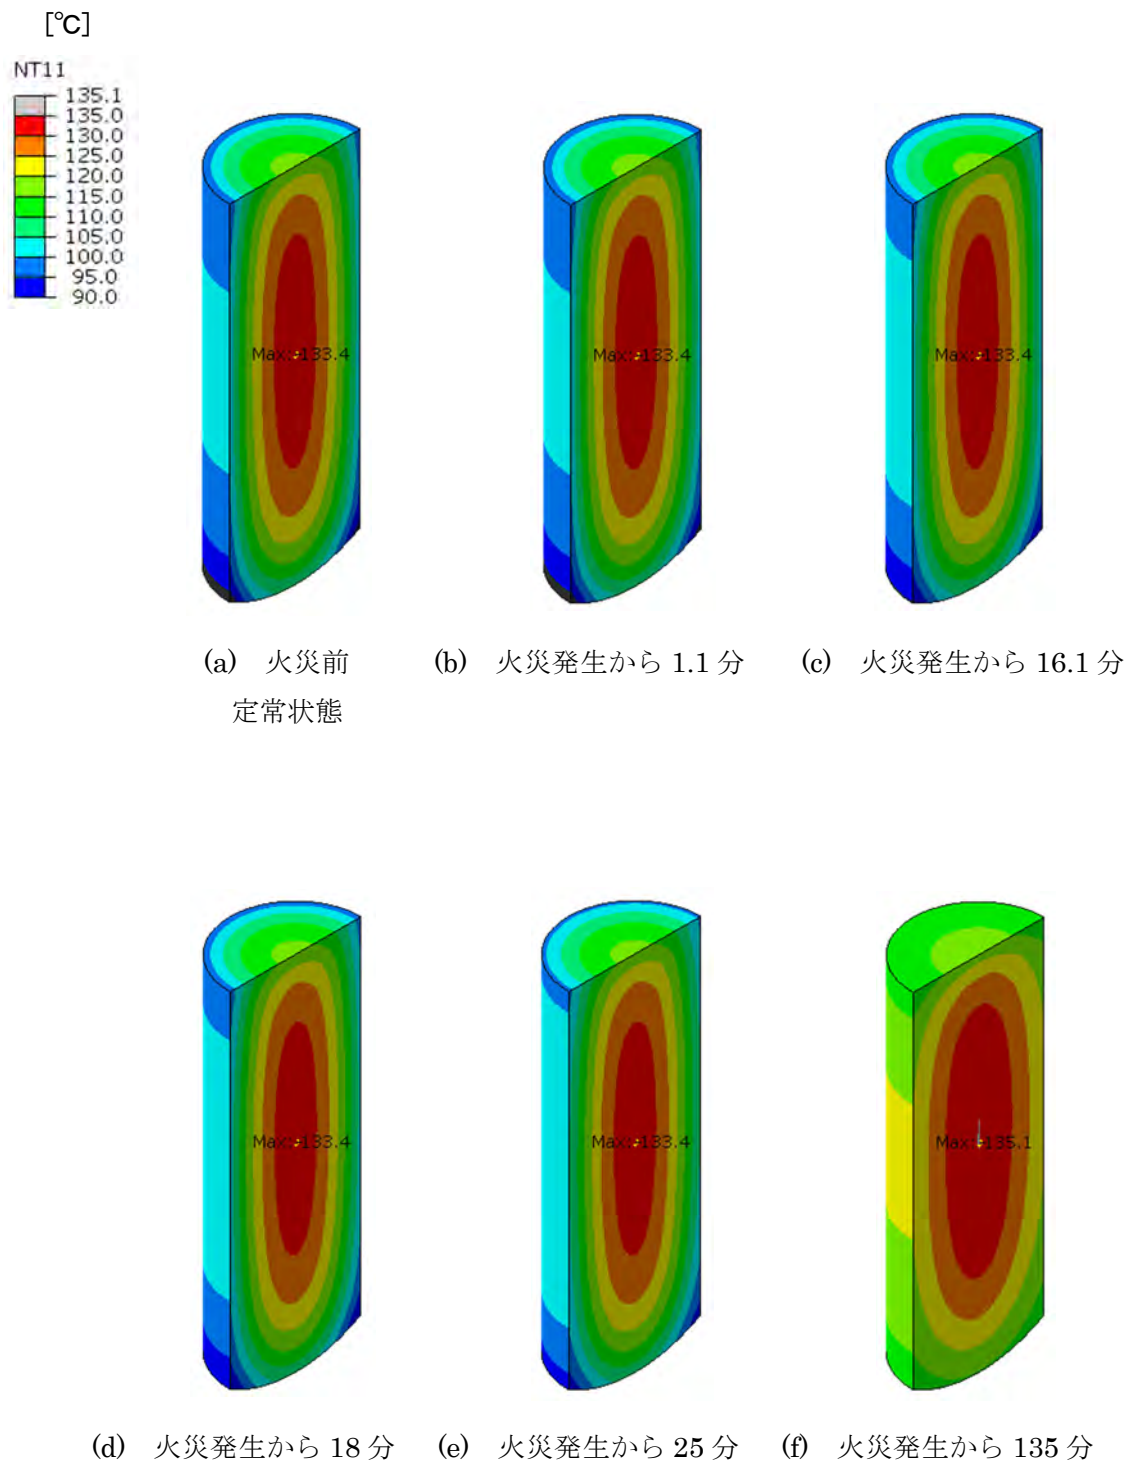 [℃]
NT11
135.1
135.0
130.0
125.0
120.0
115.0
110.0
105.0
100.0
95.0
90.0
Max: 133.4
Max: 133.4
Max: 133.4
(a) 火災前
定常状態
(b) 火災発生から 1.1 分
(c) 火災発生から 16.1 分
Max: 133.4
Max: 133.4
Max: 135.1
(d) 火災発生から 18 分
(e) 火災発生から 25 分
(f) 火災発生から 135 分